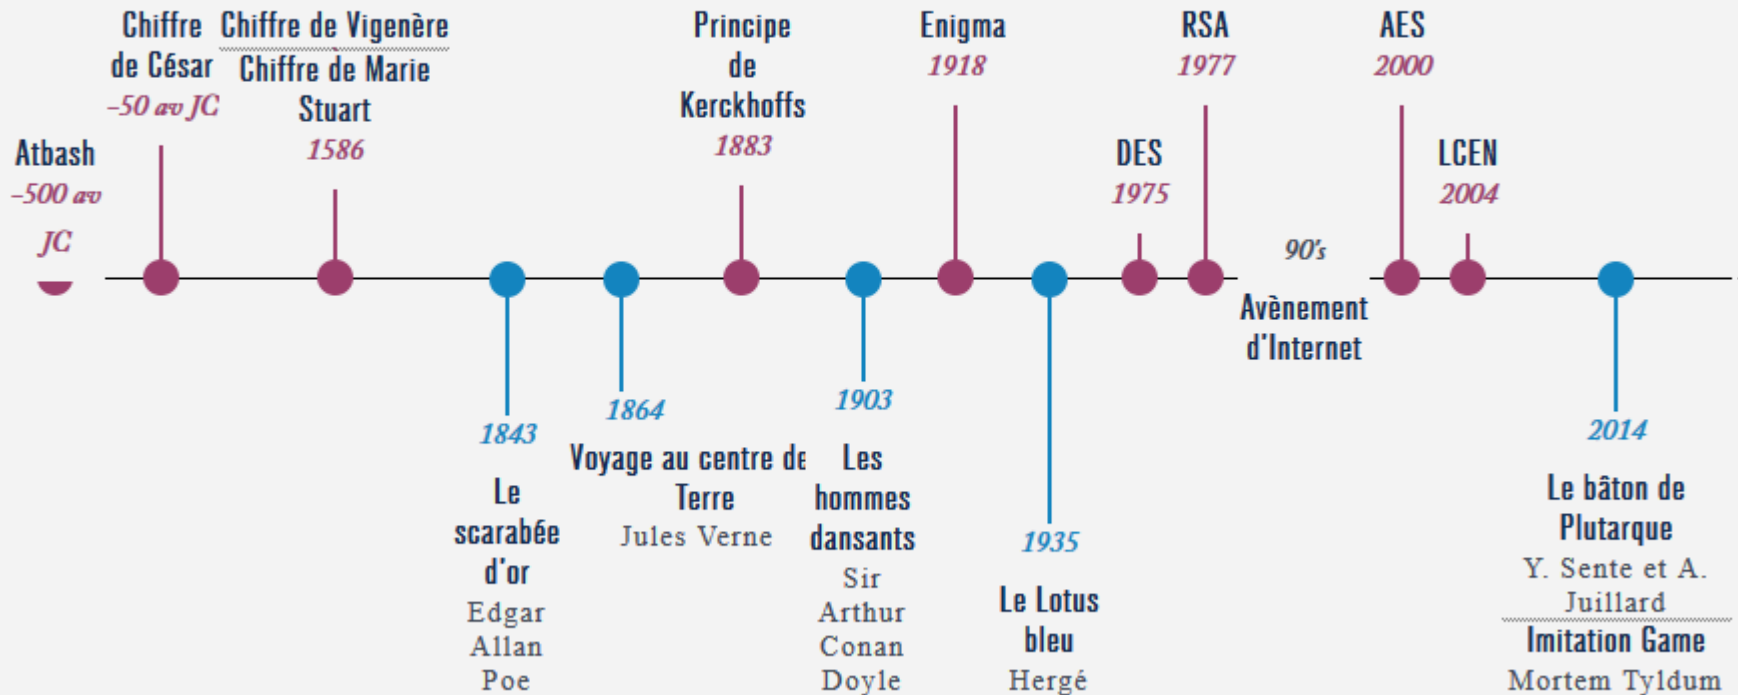 Atbash
–500 av
JC
Chiffre
de César
–50 av JC
Chiffre de Vigenère
Chiffre de Marie
Stuart
1586
1843
Le
scarabée
d'or
Edgar
Allan
Poe
1864
Voyage au centre de
Terre
Jules Verne
Principe
de
Kerckhoffs
1883
1903
Les
hommes
dansants
Sir
Arthur
Conan
Doyle
Enigma
1918
1935
Le Lotus
bleu
Hergé
DES
1975
RSA
1977
90's
Avènement
d'Internet
AES
2000
LCEN
2004
2014
Le bâton de
Plutarque
Y. Sente et A.
Juillard
Imitation Game
Mortem Tyldum